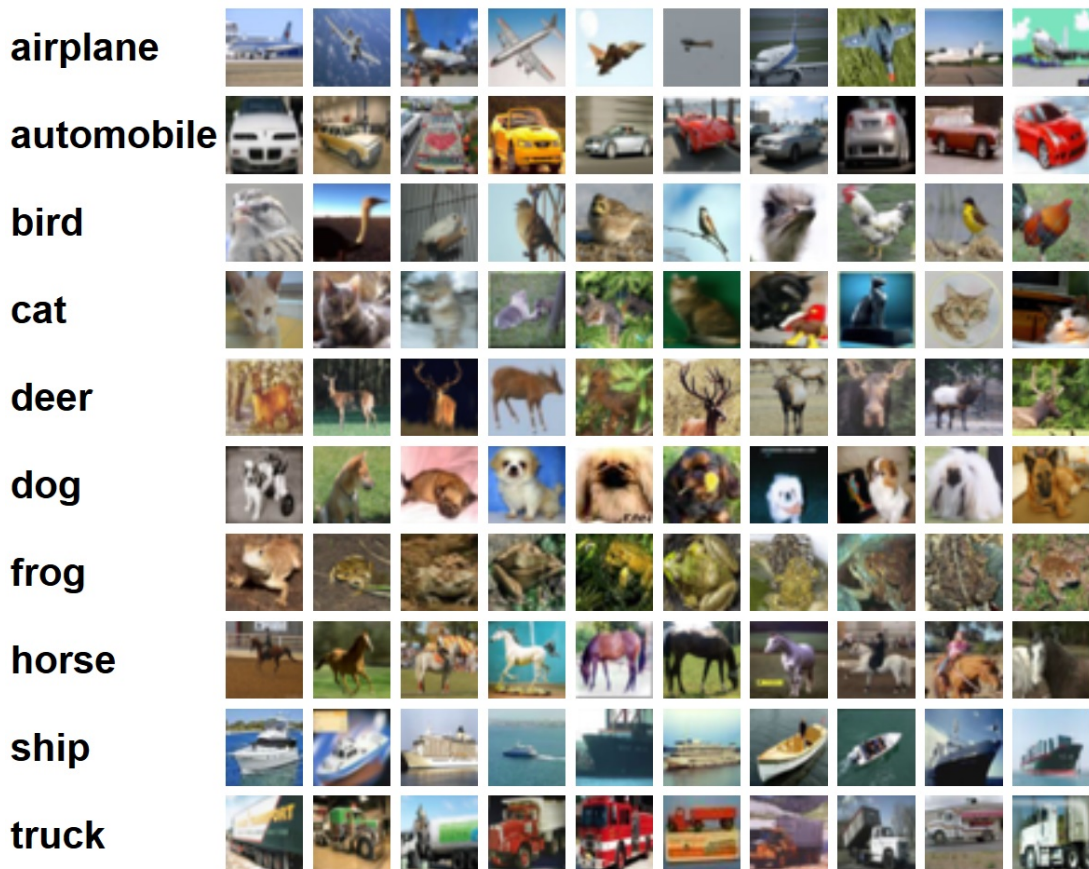 airplane
automobile
bird
cat
deer
dog
frog
horse
ship
truck